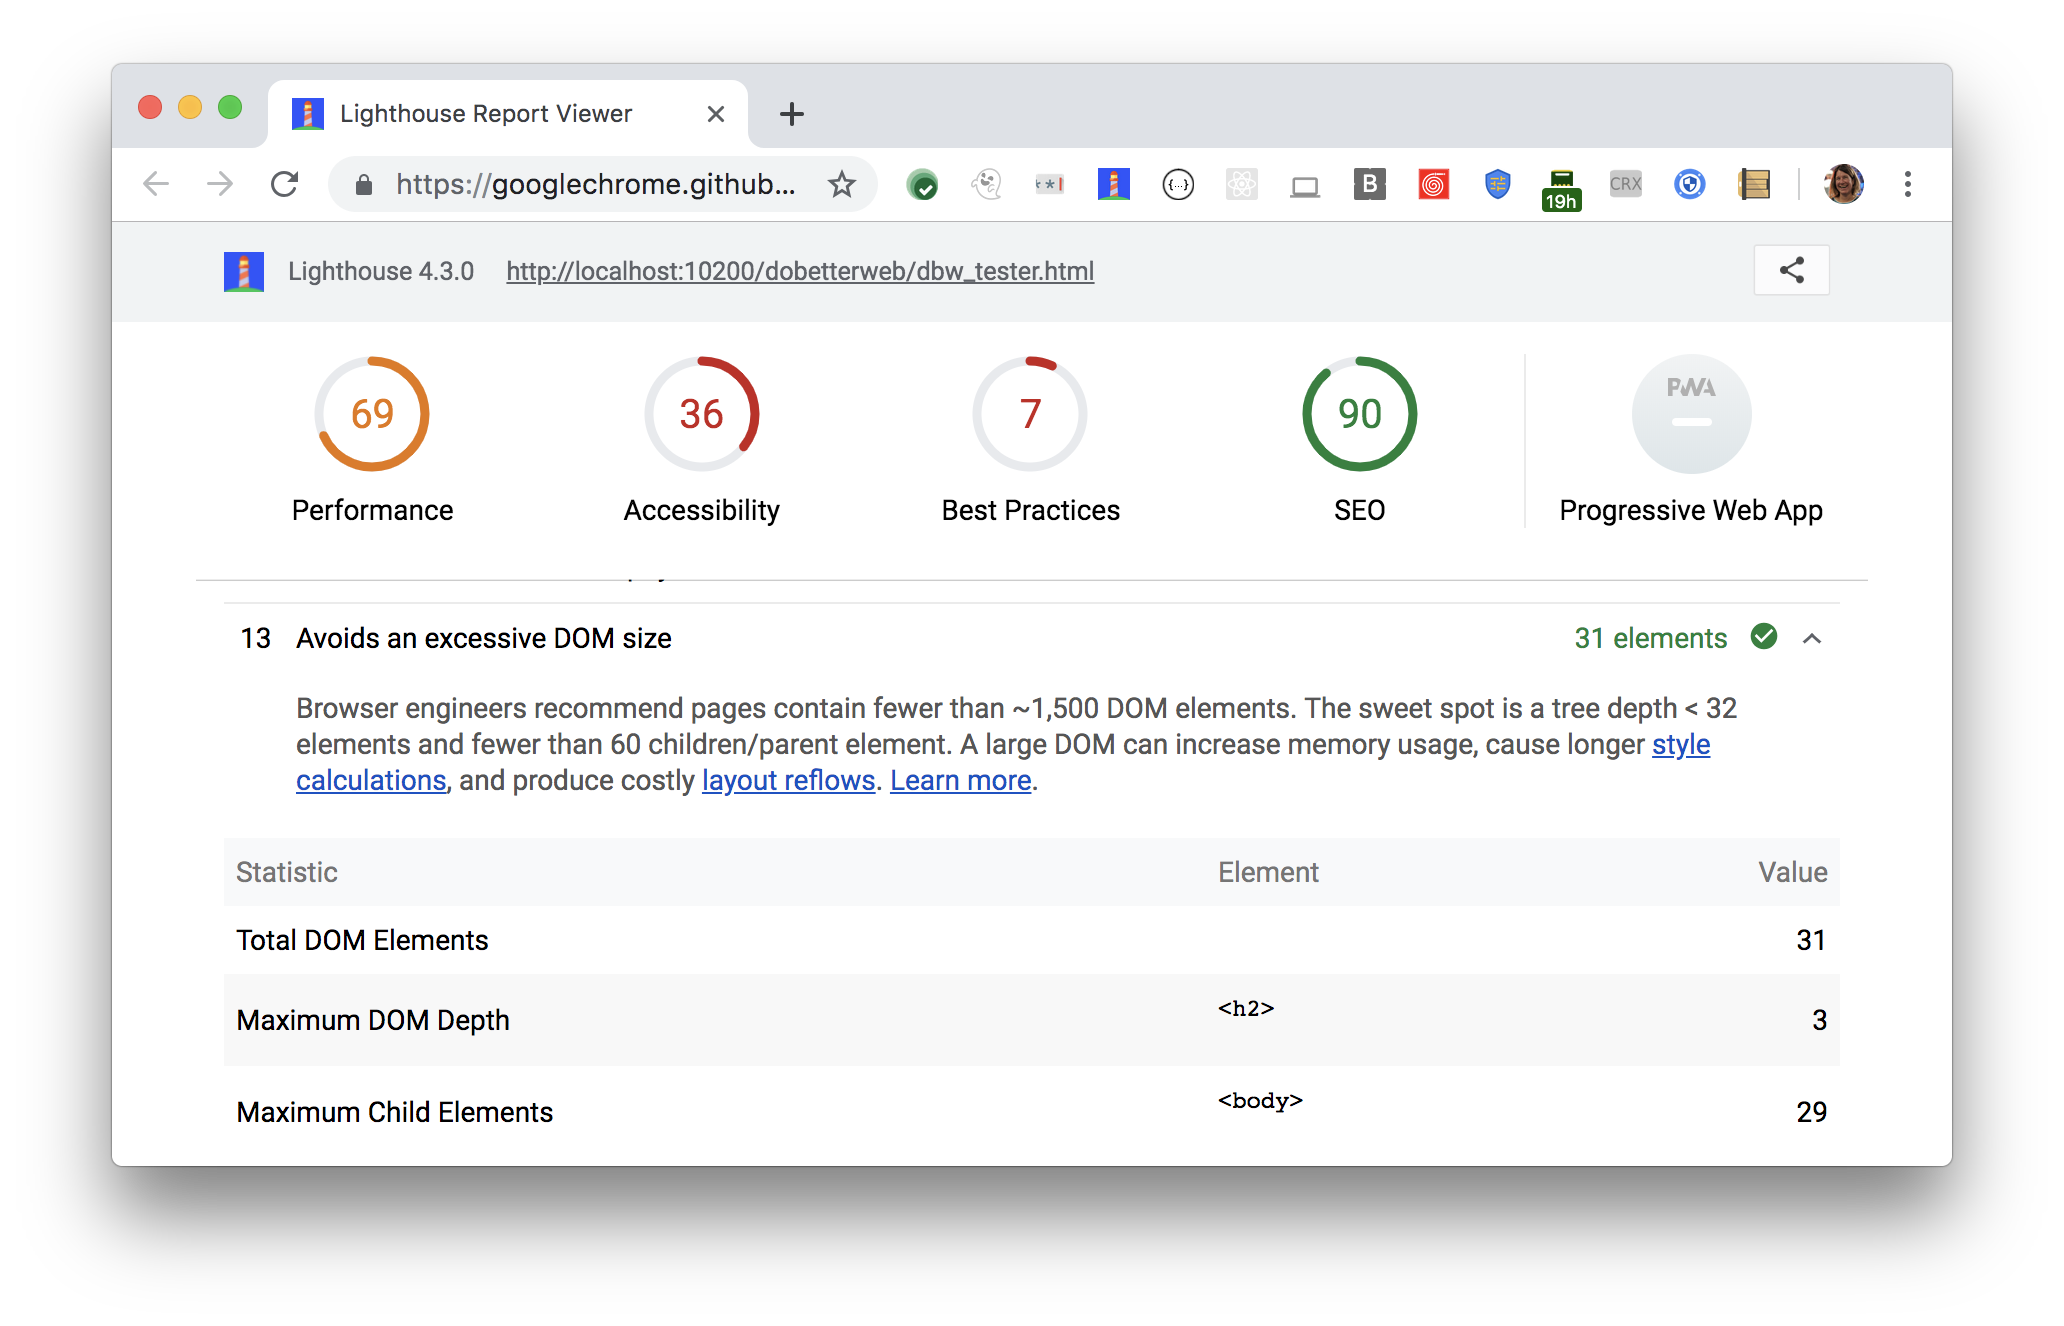 Lighthouse Report Viewer
https://googlechrome.github...
**!
{...}
B
19h
CRX
Lighthouse 4.3.0 http://localhost:10200/dobetterweb/dbw_tester.html
69 36 7 90 PWA
Performance Accessibility Best Practices SEO Progressive Web App
13 Avoids an excessive DOM size 31 elements
Browser engineers recommend pages contain fewer than ~1,500 DOM elements. The sweet spot is a tree depth < 32
elements and fewer than 60 children/parent element. A large DOM can increase memory usage, cause longer style
calculations, and produce costly layout reflows. Learn more.
Statistic Element Value
Total DOM Elements 31
Maximum DOM Depth <h2> 3
Maximum Child Elements <body> 29